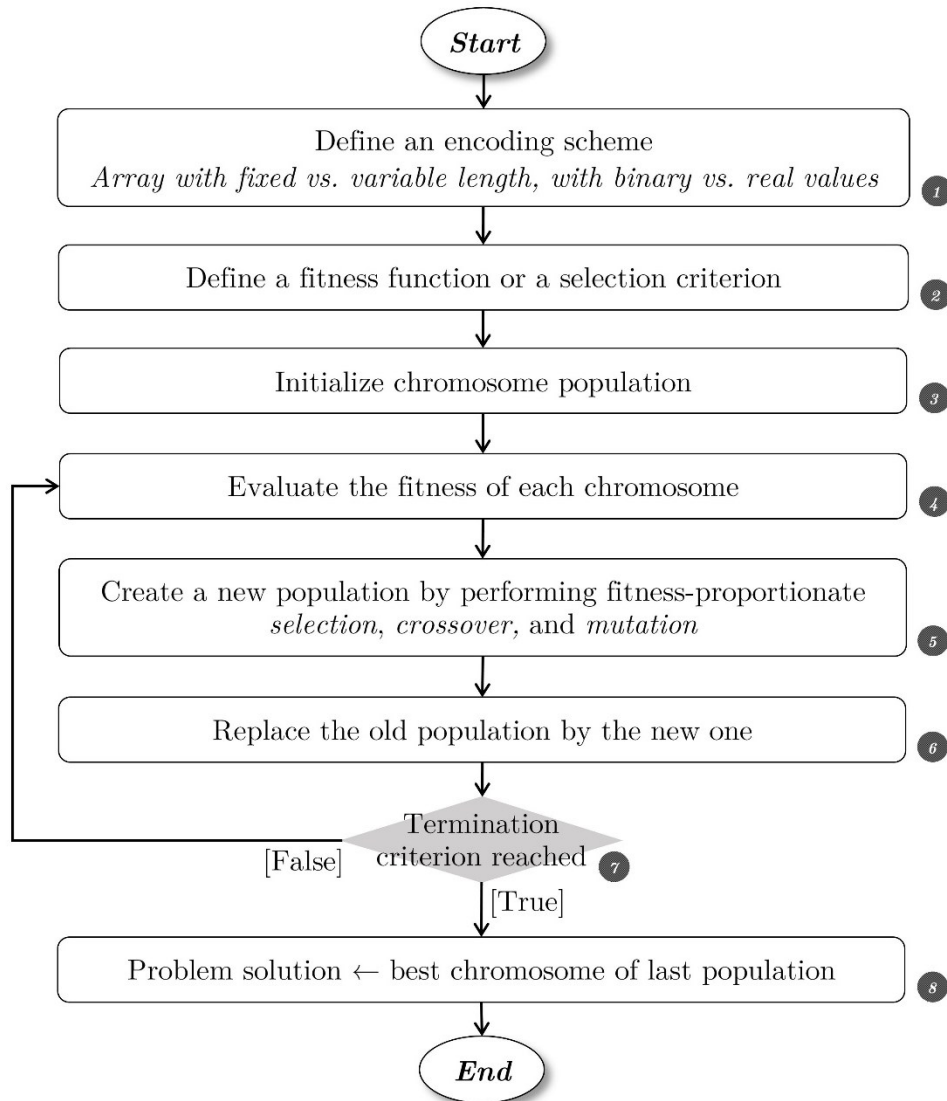 Start
Define an encoding scheme
Array with fixed vs. variable length, with binary vs. real values
1
Define a fitness function or a selection criterion
2
Initialize chromosome population
3
Evaluate the fitness of each chromosome
4
Create a new population by performing fitness-proportionate
selection, crossover, and mutation
5
Replace the old population by the new one
6
Termination
criterion reached
7
[False]
[True]
Problem solution ← best chromosome of last population
8
End